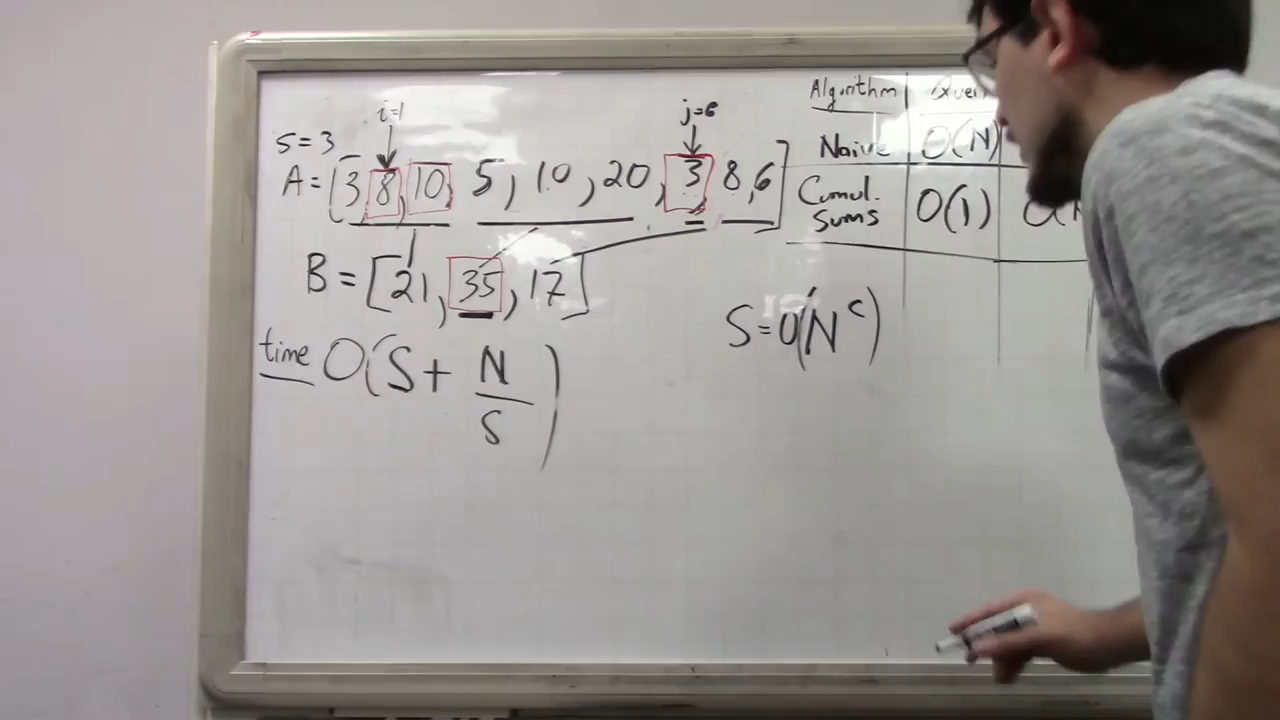 i=1
j=6
S=3
A=[3, 8, 10, 5, 10, 20, 3, 8, 6]
B=[21, 35, 17]
time O(S+ N/S)
S=O(N^c)
Algorithm
Naive O(N)
Cumul. Sums O(1)